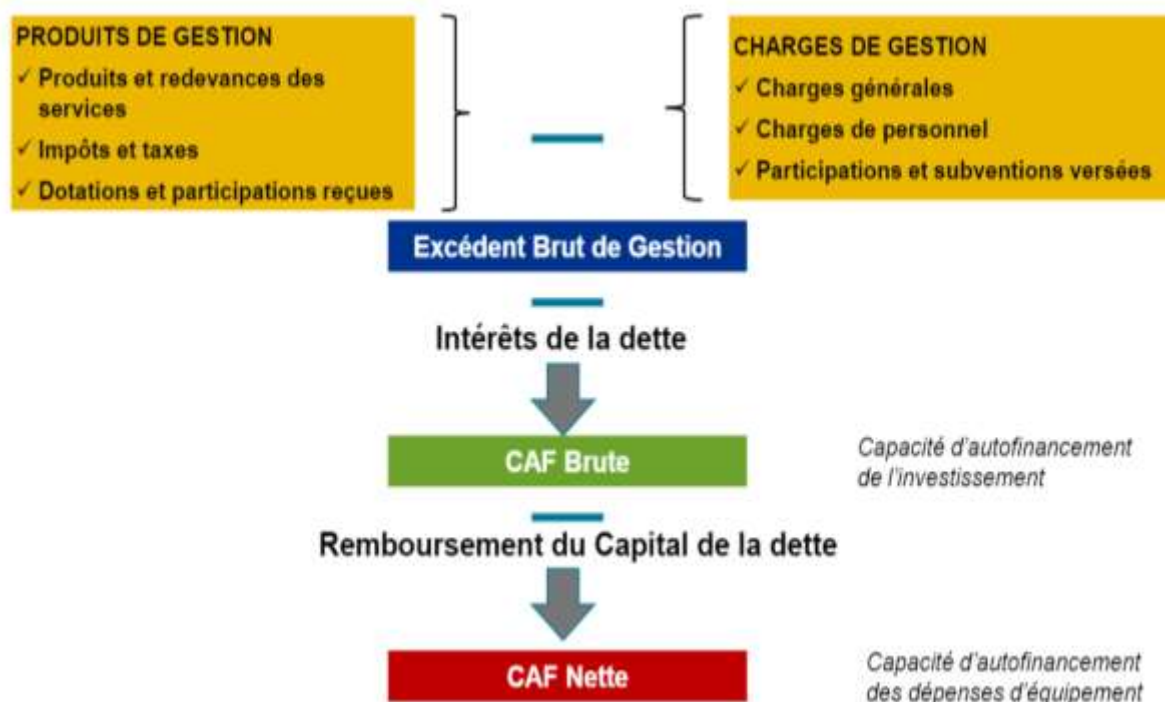 PRODUITS DE GESTION
✓ Produits et redevances des
services
✓ Impôts et taxes
✓ Dotations et participations reçues
CHARGES DE GESTION
✓ Charges générales
✓ Charges de personnel
✓ Participations et subventions versées
Excédent Brut de Gestion
Intérêts de la dette
CAF Brute
Capacité d'autofinancement
de l'investissement
Remboursement du Capital de la dette
CAF Nette
Capacité d'autofinancement
des dépenses d'équipement